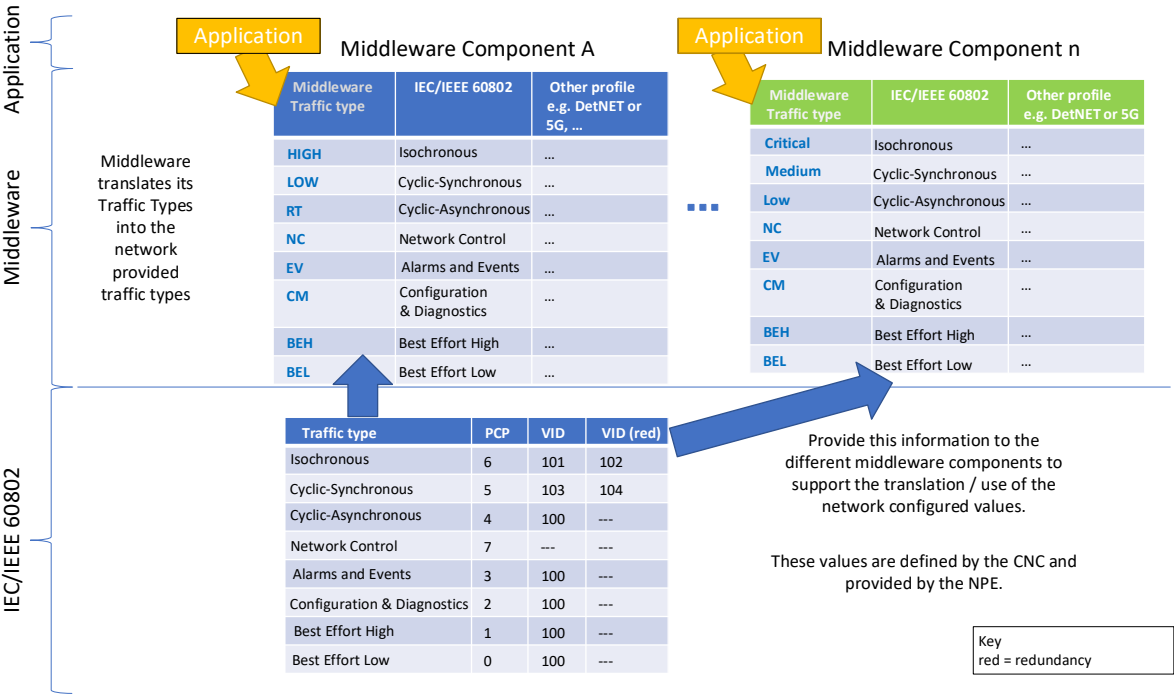 Application
Middleware
IEC/IEEE 60802
Application
Middleware Component A
Application
Middleware Component n
Middleware
translates its
Traffic Types
into the
network
provided
traffic types
Middleware Traffic type IEC/IEEE 60802 Other profile e.g. DetNET or 5G, …
HIGH Isochronous …
LOW Cyclic-Synchronous …
RT Cyclic-Asynchronous …
NC Network Control …
EV Alarms and Events …
CM Configuration & Diagnostics …
BEH Best Effort High …
BEL Best Effort Low …
...
Middleware Traffic type IEC/IEEE 60802 Other profile e.g. DetNET or 5G
Critical Isochronous …
Medium Cyclic-Synchronous …
Low Cyclic-Asynchronous …
NC Network Control …
EV Alarms and Events …
CM Configuration & Diagnostics …
BEH Best Effort High …
BEL Best Effort Low …
Traffic type PCP VID VID (red)
Isochronous 6 101 102
Cyclic-Synchronous 5 103 104
Cyclic-Asynchronous 4 100 ---
Network Control 7 --- ---
Alarms and Events 3 100 ---
Configuration & Diagnostics 2 100 ---
Best Effort High 1 100 ---
Best Effort Low 0 100 ---
Provide this information to the
different middleware components to
support the translation / use of the
network configured values.
These values are defined by the CNC and
provided by the NPE.
Key
red = redundancy